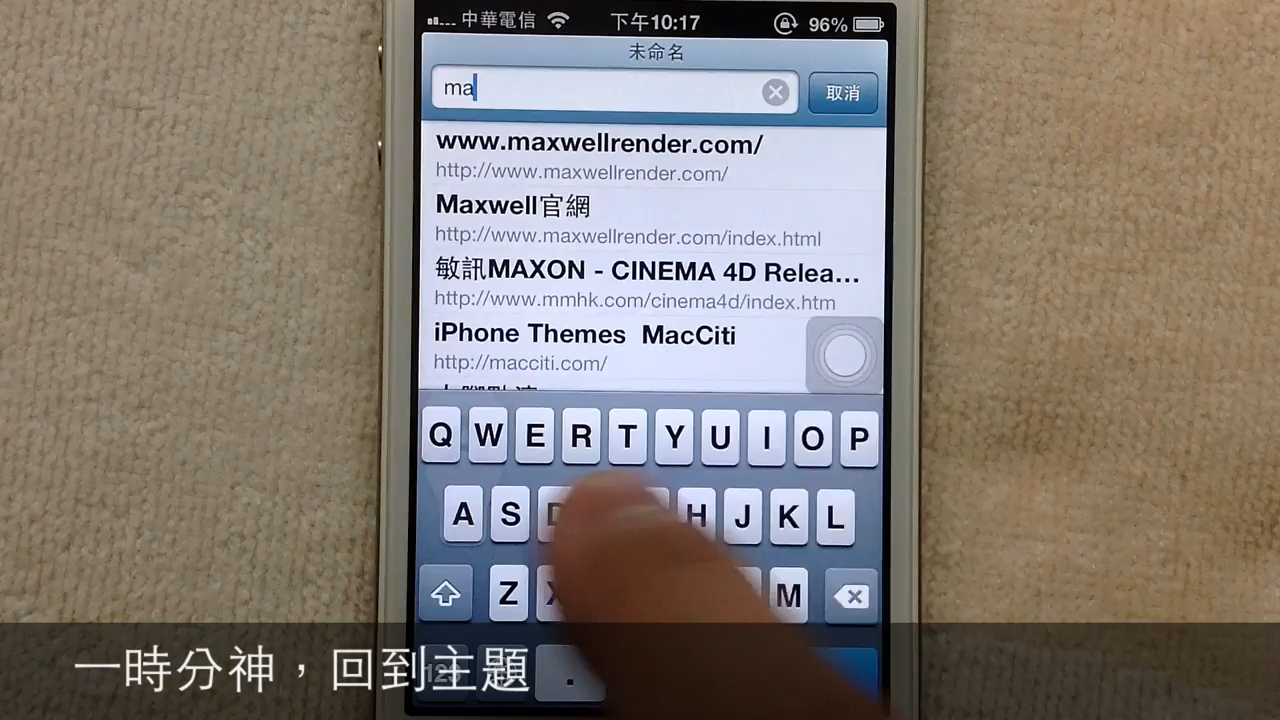 中華電信 下午10:17 96%
未命名
ma 取消
www.maxwellrender.com/
http://www.maxwellrender.com/
Maxwell官網
http://www.maxwellrender.com/index.html
敏訊MAXON - CINEMA 4D Relea...
http://www.mmhk.com/cinema4d/index.htm
iPhone Themes MacCiti
http://macciti.com/
Q W E R T Y U I O P
A S D H J K L
Z X M
123 .
一時分神，回到主題